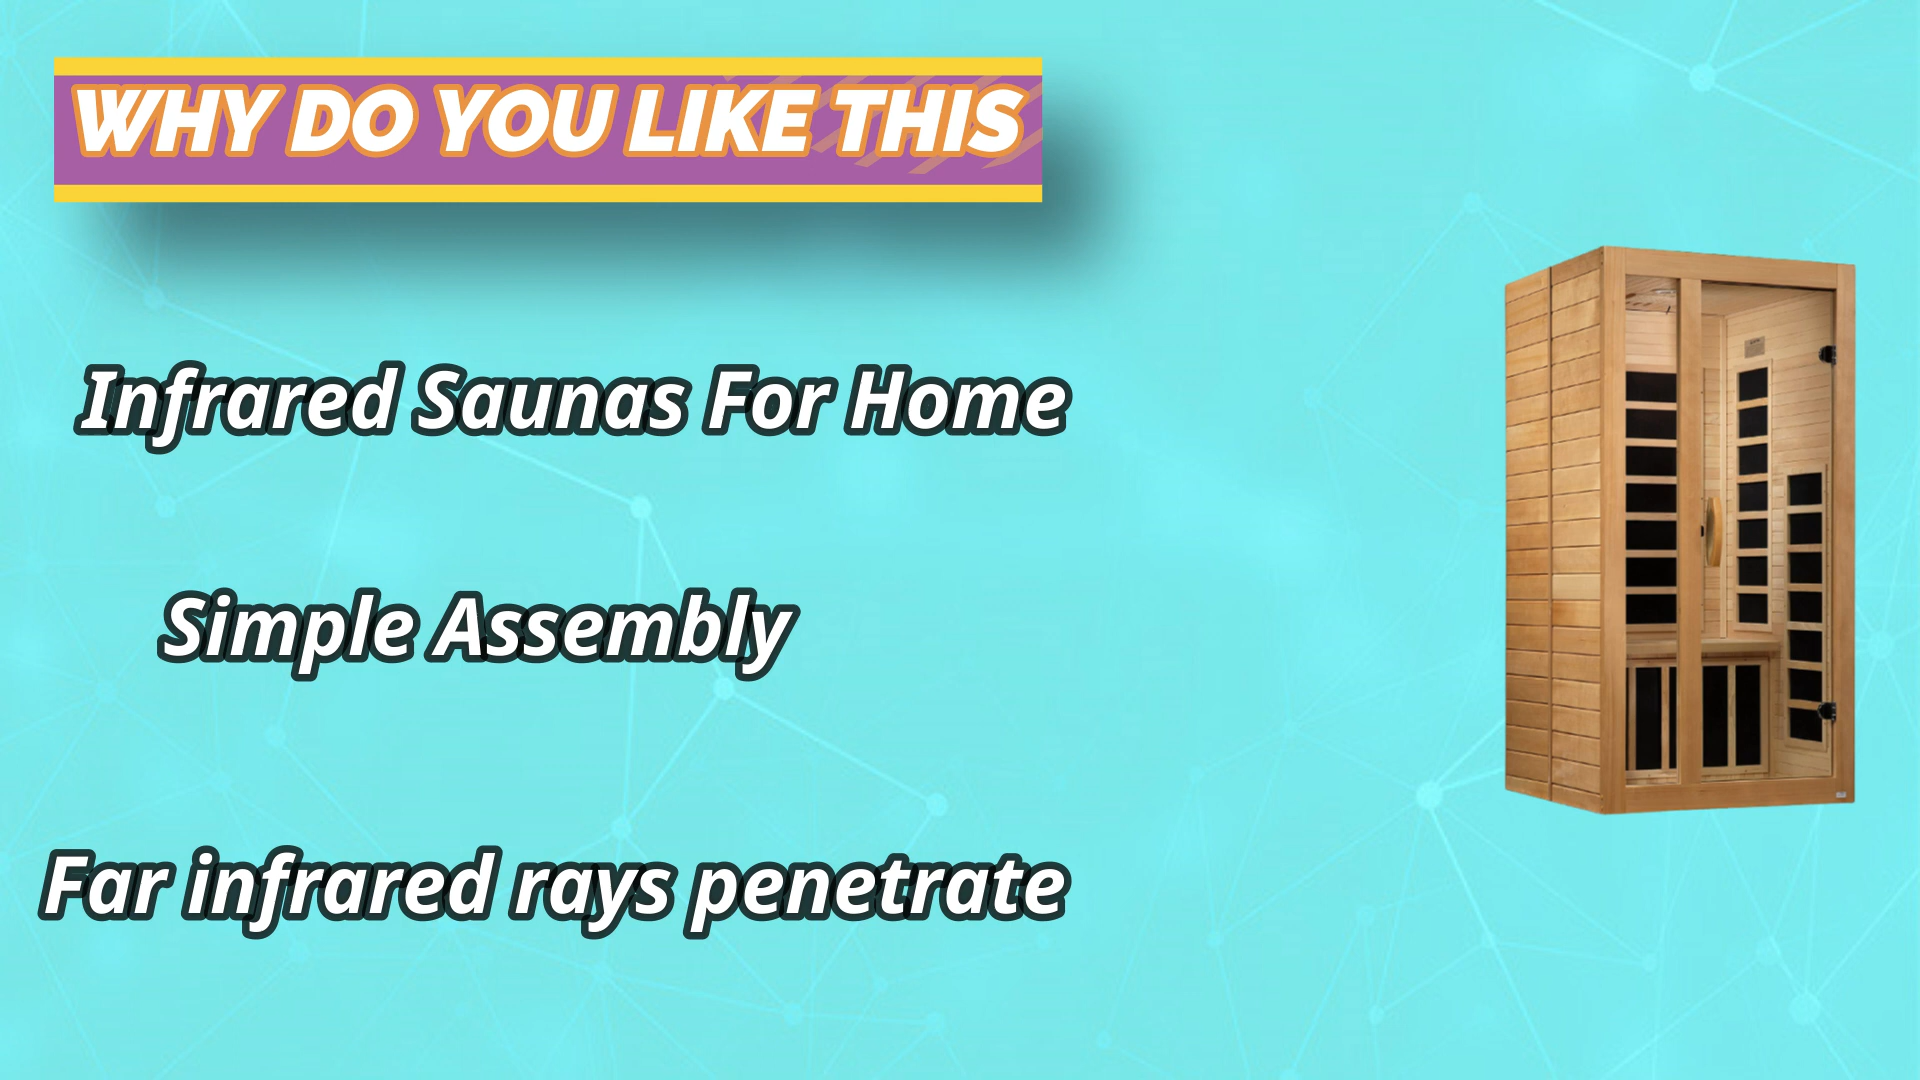 WHY DO YOU LIKE THIS
Infrared Saunas For Home
Simple Assembly
Far infrared rays penetrate